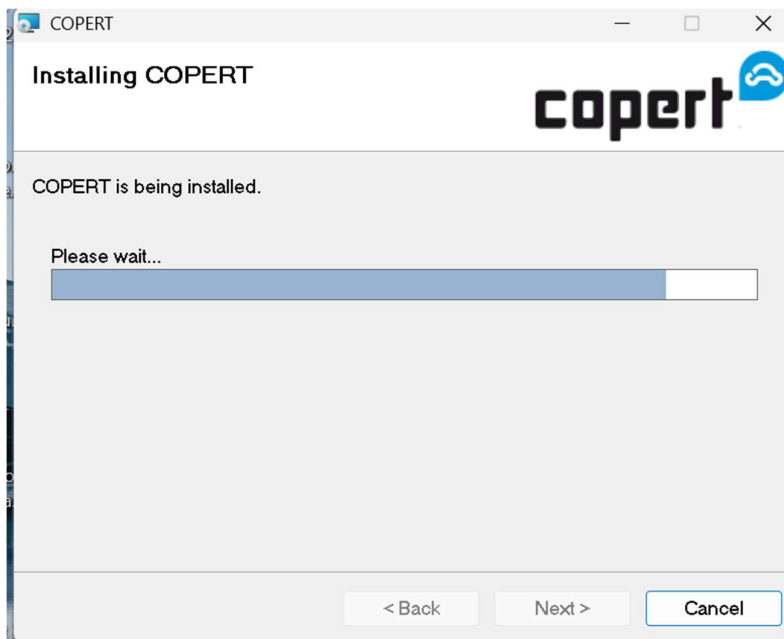 COPERT
Installing COPERT
copert
COPERT is being installed.
Please wait...
< Back
Next >
Cancel